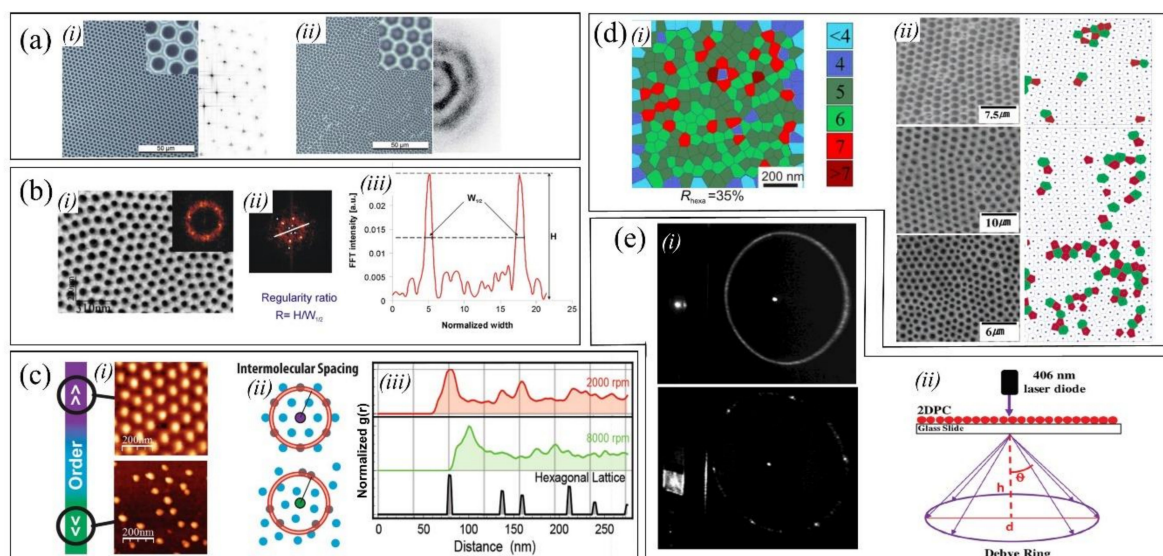 (a)
(i)
50 μm
(ii)
50 μm
(b)
(i)
(ii)
Regularity ratio
R= H/W1/2
(iii)
FFT intensity [a.u.]
0.02
0.015
0.01
0.005
0
0
5
10
15
20
25
Normalized width
W1/2
H
(c)
>>
Order
<<
(i)
200nm
200nm
Intermolecular Spacing
(ii)
(iii)
Normalized g(r)
2000 rpm
8000 rpm
Hexagonal Lattice
0
50
100
150
200
250
Distance (nm)
(d)
(i)
<4
4
5
6
7
>7
200 nm
Rhexa=35%
(ii)
7.5㎛
10㎛
6㎛
(e)
(i)
(ii)
406 nm
laser diode
2DPC
Glass Slide
h
θ
d
Debye Ring